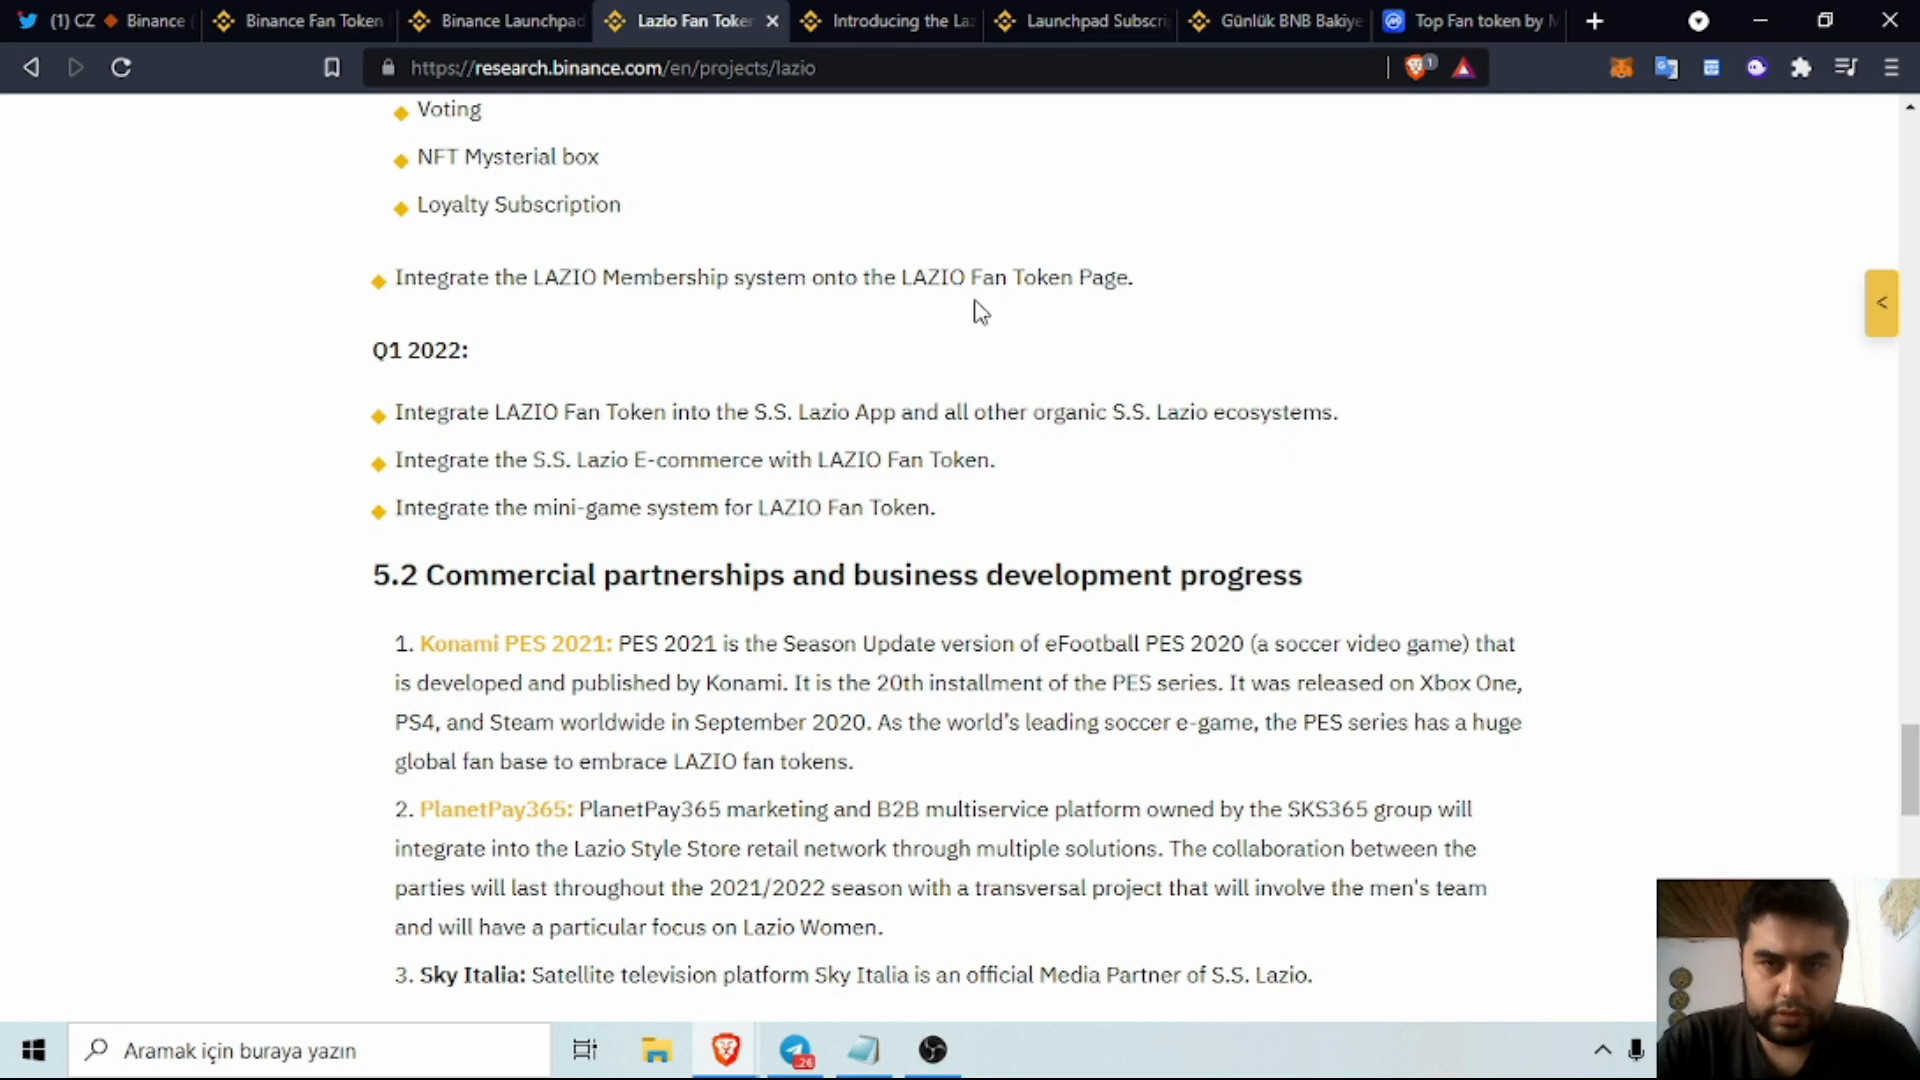 (1) CZ 🔶 Binance
Binance Fan Token
Binance Launchpad
Lazio Fan Token
Introducing the Laz
Launchpad Subscri
Günlük BNB Bakiye
Top Fan token by M
https://research.binance.com/en/projects/lazio
1
Voting
NFT Mysterial box
Loyalty Subscription
Integrate the LAZIO Membership system onto the LAZIO Fan Token Page.
Q1 2022:
Integrate LAZIO Fan Token into the S.S. Lazio App and all other organic S.S. Lazio ecosystems.
Integrate the S.S. Lazio E-commerce with LAZIO Fan Token.
Integrate the mini-game system for LAZIO Fan Token.
5.2 Commercial partnerships and business development progress
1. Konami PES 2021: PES 2021 is the Season Update version of eFootball PES 2020 (a soccer video game) that
is developed and published by Konami. It is the 20th installment of the PES series. It was released on Xbox One,
PS4, and Steam worldwide in September 2020. As the world's leading soccer e-game, the PES series has a huge
global fan base to embrace LAZIO fan tokens.
2. PlanetPay365: PlanetPay365 marketing and B2B multiservice platform owned by the SKS365 group will
integrate into the Lazio Style Store retail network through multiple solutions. The collaboration between the
parties will last throughout the 2021/2022 season with a transversal project that will involve the men's team
and will have a particular focus on Lazio Women.
3. Sky Italia: Satellite television platform Sky Italia is an official Media Partner of S.S. Lazio.
Aramak için buraya yazın
26